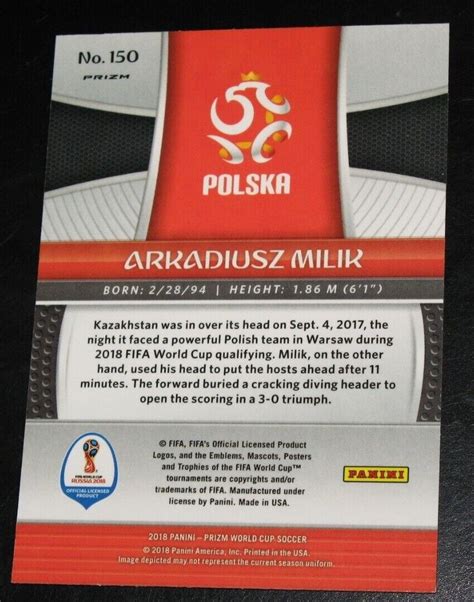 No. 150
PRIZM
POLSKA
ARKADIUSZ MILIK
BORN: 2/28/94 | HEIGHT: 1.86 M (6'1")
Kazakhstan was in over its head on Sept. 4, 2017, the
night it faced a powerful Polish team in Warsaw during
2018 FIFA World Cup qualifying. Milik, on the other
hand, used his head to put the hosts ahead after 11
minutes. The forward buried a cracking diving header to
open the scoring in a 3-0 triumph.
© FIFA, FIFA's Official Licensed Product
Logos, and the Emblems, Mascots, Posters
and Trophies of the FIFA World Cup™
tournaments are copyrights and/or
trademarks of FIFA. Manufactured under
license by Panini. Made in USA.
FIFA WORLD CUP
RUSSIA 2018
OFFICIAL LICENSED
PRODUCT
PANINI
2018 PANINI – PRIZM WORLD CUP SOCCER
© 2018 Panini America, Inc. Printed in the USA.
Image depicted may not represent the current season uniform.